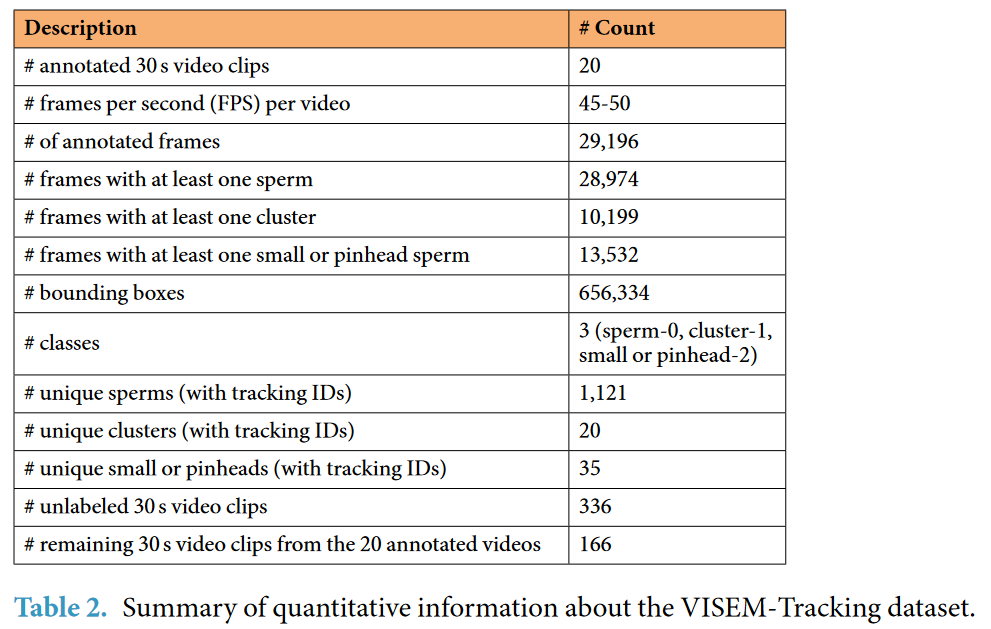 Description # Count
# annotated 30 s video clips 20
# frames per second (FPS) per video 45-50
# of annotated frames 29,196
# frames with at least one sperm 28,974
# frames with at least one cluster 10,199
# frames with at least one small or pinhead sperm 13,532
# bounding boxes 656,334
# classes 3 (sperm-0, cluster-1,
small or pinhead-2)
# unique sperms (with tracking IDs) 1,121
# unique clusters (with tracking IDs) 20
# unique small or pinheads (with tracking IDs) 35
# unlabeled 30 s video clips 336
# remaining 30 s video clips from the 20 annotated videos 166
Table 2. Summary of quantitative information about the VISEM-Tracking dataset.